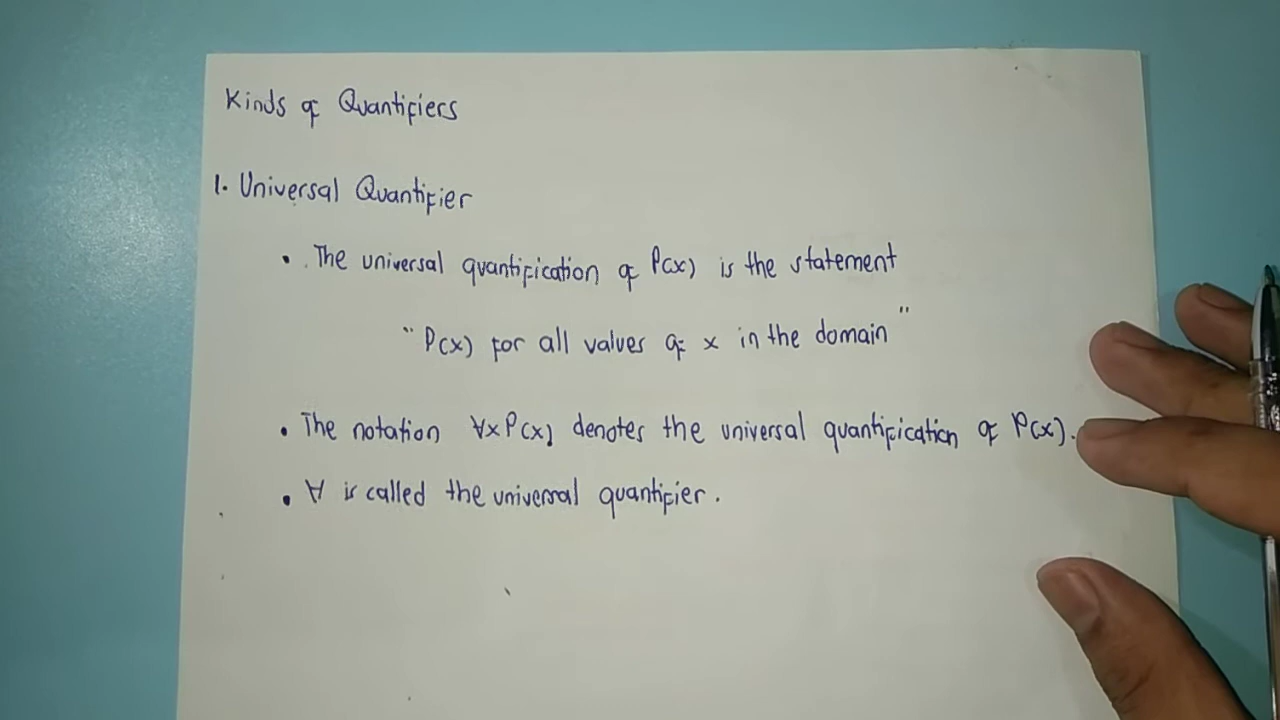 Kinds of Quantifiers
1. Universal Quantifier
• The universal quantification of P(x) is the statement
" P(x) for all values of x in the domain "
• The notation ∀x P(x) denotes the universal quantification of P(x).
• ∀ is called the universal quantifier.